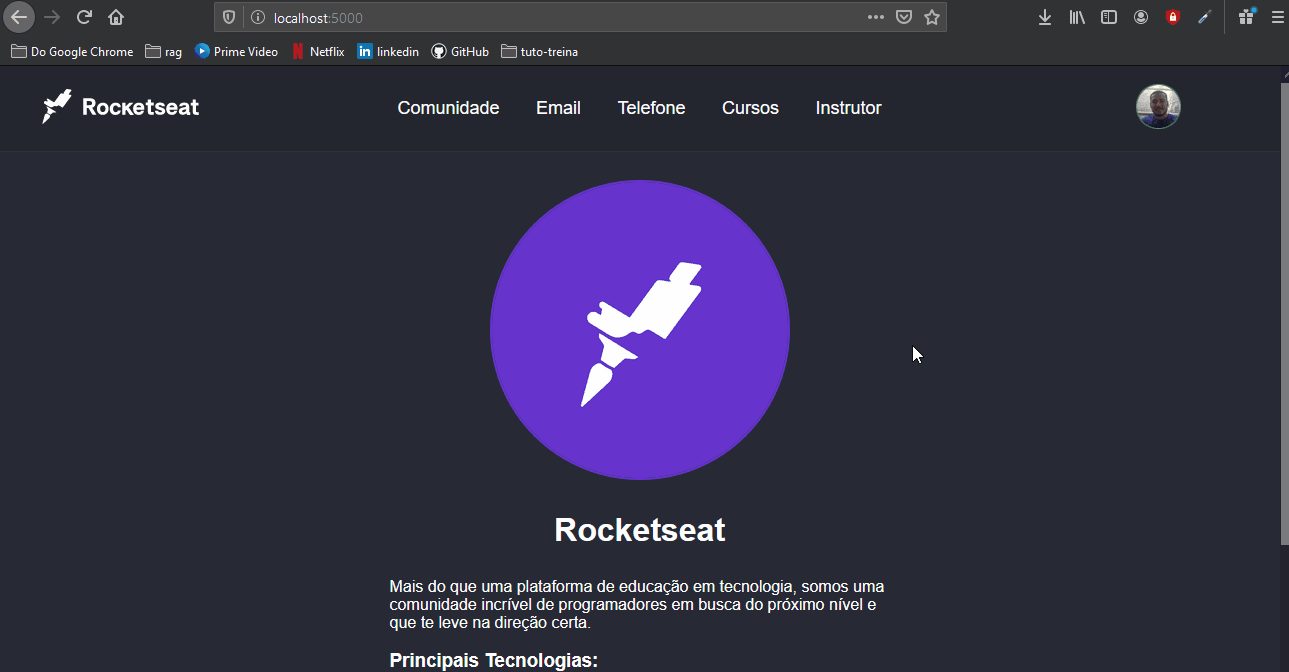 localhost:5000
Do Google Chrome rag Prime Video Netflix linkedin GitHub tuto-treina
Rocketseat Comunidade Email Telefone Cursos Instrutor
Rocketseat
Mais do que uma plataforma de educação em tecnologia, somos uma
comunidade incrível de programadores em busca do próximo nível e
que te leve na direção certa.
Principais Tecnologias: